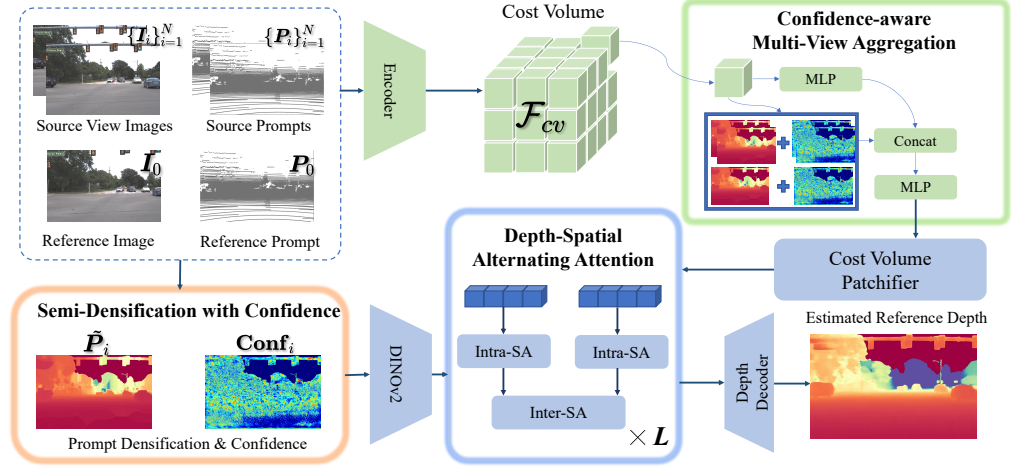 {I_i}_{i=1}^N
{P_i}_{i=1}^N
Source View Images
Source Prompts
I_0
P_0
Reference Image
Reference Prompt
Encoder
Cost Volume
F_{cv}
Confidence-aware
Multi-View Aggregation
MLP
Concat
MLP
Cost Volume
Patchifier
Semi-Densification with Confidence
P̃_i
Conf_i
Prompt Densification & Confidence
DINOv2
Depth-Spatial
Alternating Attention
Intra-SA
Intra-SA
Inter-SA
× L
Depth
Decoder
Estimated Reference Depth